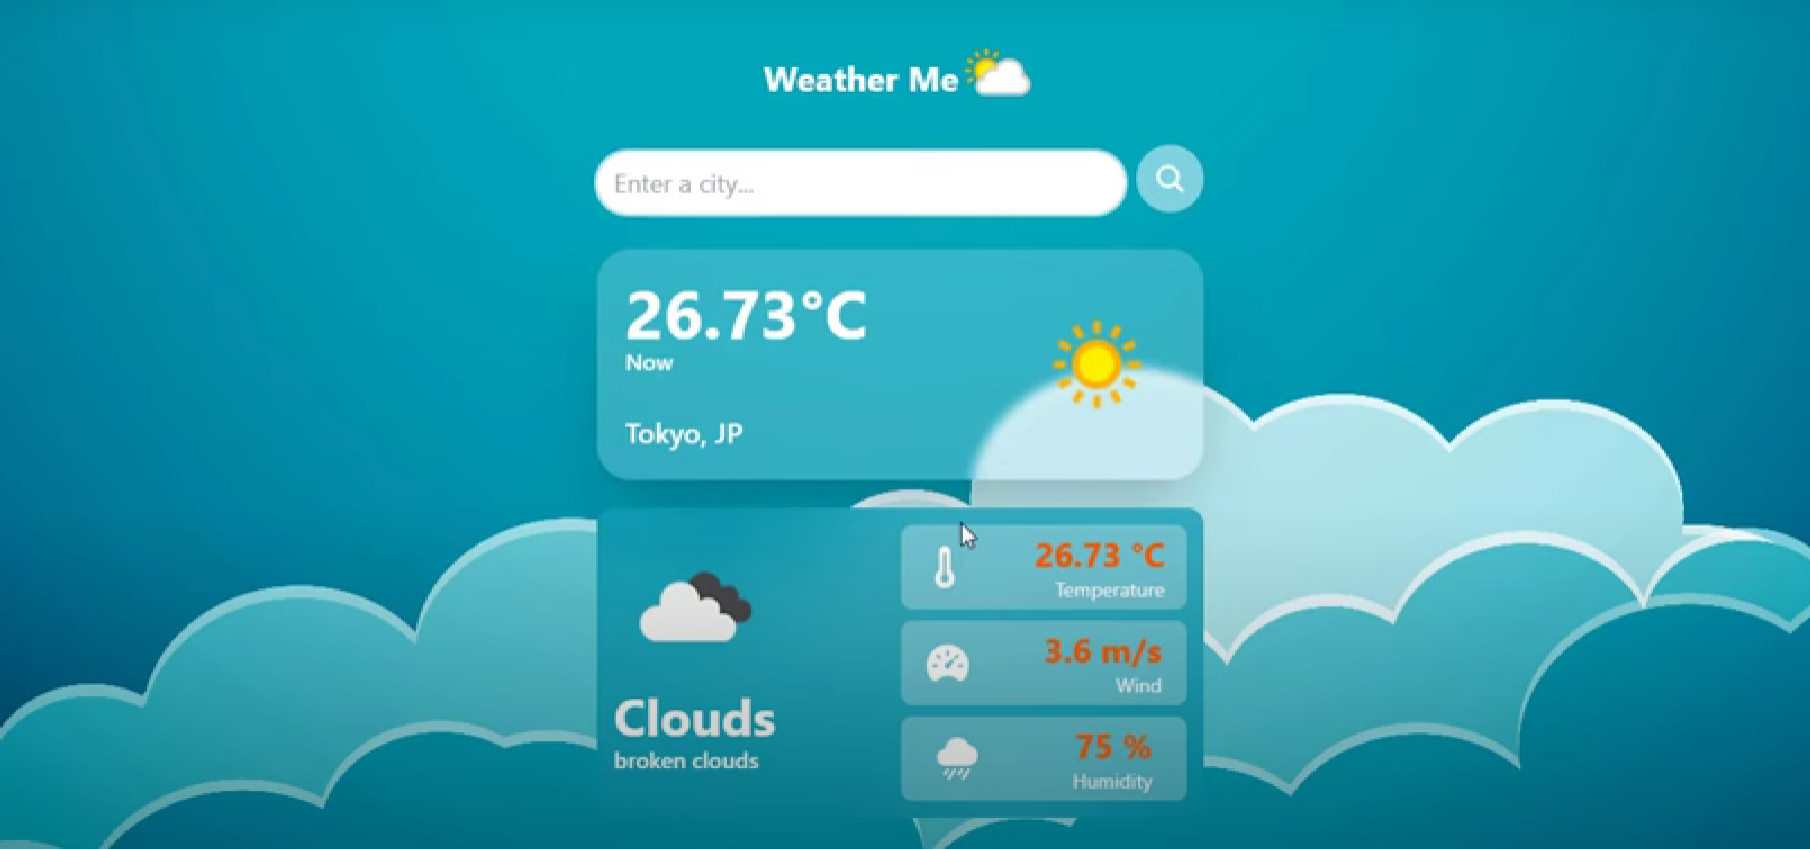 Weather Me
Enter a city...
26.73°C
Now
Tokyo, JP
Clouds
broken clouds
26.73 °C
Temperature
3.6 m/s
Wind
75 %
Humidity